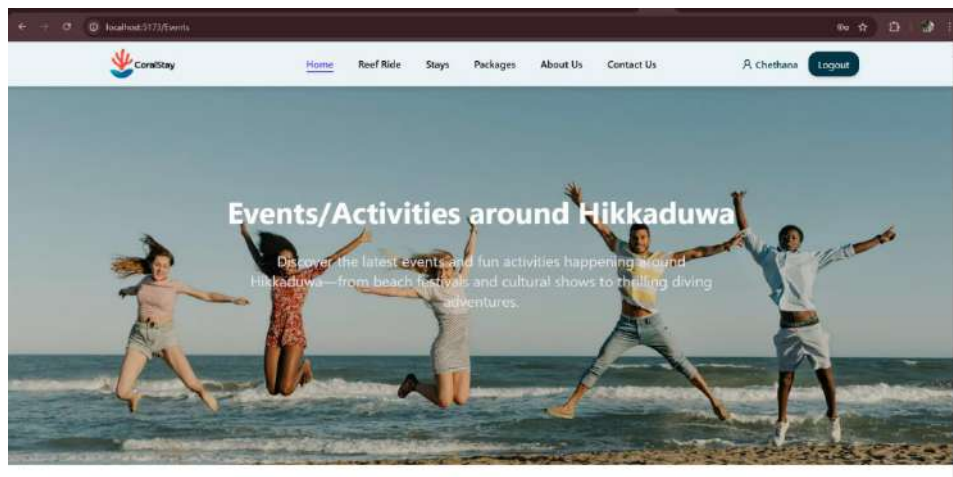 localhost:5173/Events
CoralStay
Home Reef Ride Stays Packages About Us Contact Us Chethana Logout
Events/Activities around Hikkaduwa
Discover the latest events and fun activities happening around
Hikkaduwa—from beach festivals and cultural shows to thrilling diving
adventures.